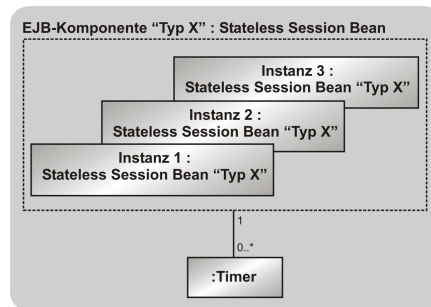 EJB-Komponente “Typ X” : Stateless Session Bean
Instanz 3 :
Stateless Session Bean “Typ X”
Instanz 2 :
Stateless Session Bean “Typ X”
Instanz 1 :
Stateless Session Bean “Typ X”
1
0..*
:Timer